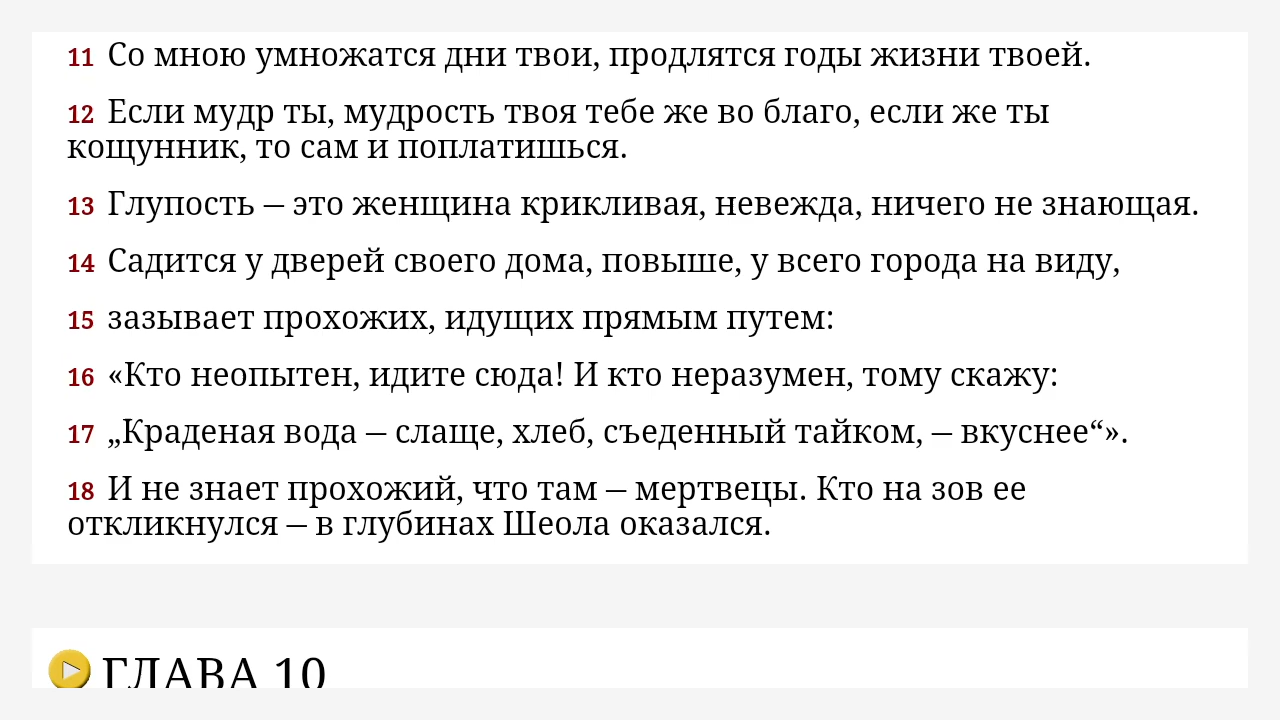 11 Со мною умножатся дни твои, продлятся годы жизни твоей.
12 Если мудр ты, мудрость твоя тебе же во благо, если же ты
кощунник, то сам и поплатишься.
13 Глупость – это женщина крикливая, невежда, ничего не знающая.
14 Садится у дверей своего дома, повыше, у всего города на виду,
15 зазывает прохожих, идущих прямым путем:
16 «Кто неопытен, идите сюда! И кто неразумен, тому скажу:
17 „Краденая вода – слаще, хлеб, съеденный тайком, – вкуснее“».
18 И не знает прохожий, что там – мертвецы. Кто на зов ее
откликнулся – в глубинах Шеола оказался.
ГЛАВА 10